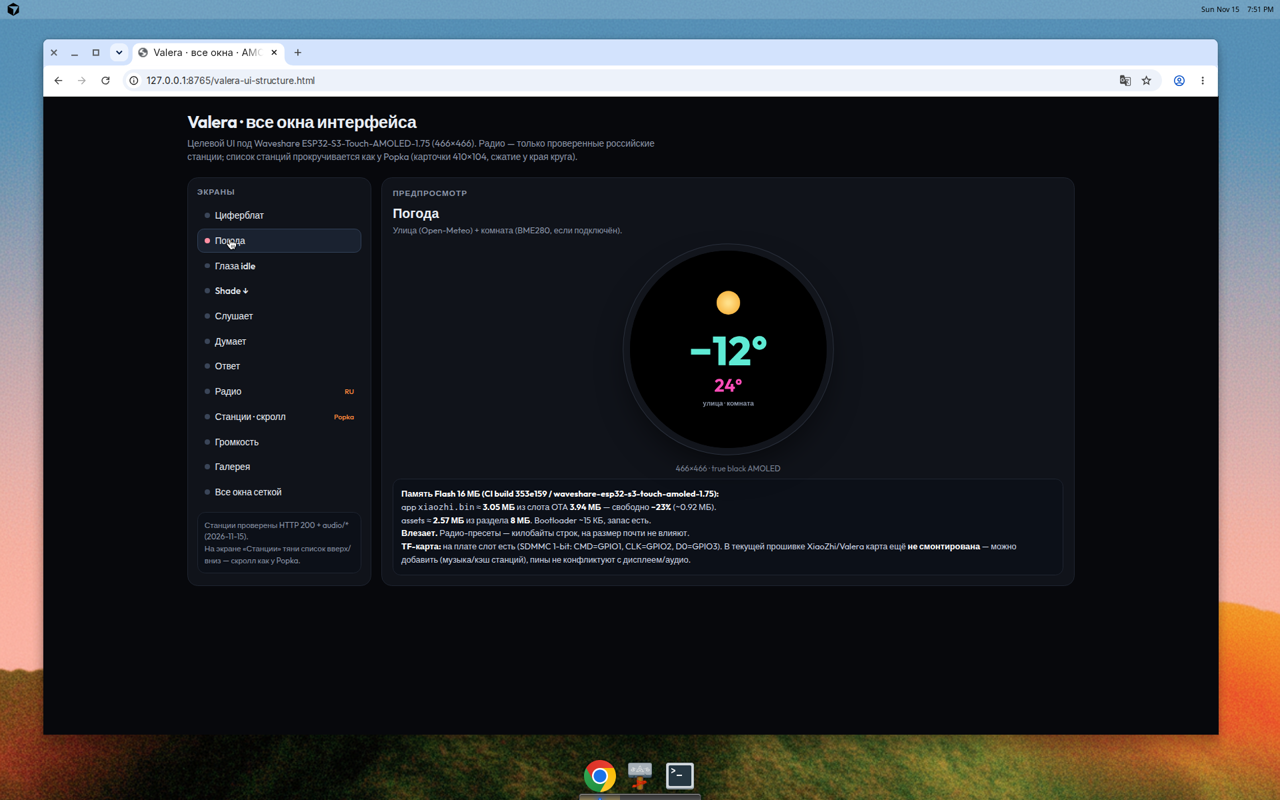 Sun Nov 15 7:51 PM
Valera · все окна · AMO
127.0.0.1:8765/valera-ui-structure.html
Valera · все окна интерфейса
Целевой UI под Waveshare ESP32-S3-Touch-AMOLED-1.75 (466×466). Радио — только проверенные российские
станции; список станций прокручивается как у Popka (карточки 410×104, сжатие у края круга).
ЭКРАНЫ
Циферблат
Погода
Глаза idle
Shade ↓
Слушает
Думает
Ответ
Радио RU
Станции · скролл Popka
Громкость
Галерея
Все окна сеткой
Станции проверены HTTP 200 + audio/*
(2026-11-15).
На экране «Станции» тяни список вверх/
вниз — скролл как у Popka.
ПРЕДПРОСМОТР
Погода
Улица (Open-Meteo) + комната (BME280, если подключён).
−12°
24°
улица · комната
466×466 · true black AMOLED
Память Flash 16 МБ (CI build 353e159 / waveshare-esp32-s3-touch-amoled-1.75):
app xiaozhi.bin ≈ 3.05 МБ из слота OTA 3.94 МБ — свободно ~23% (~0.92 МБ).
assets ≈ 2.57 МБ из раздела 8 МБ. Bootloader ~15 КБ, запас есть.
Влезает. Радио-пресеты — килобайты строк, на размер почти не влияют.
TF-карта: на плате слот есть (SDMMC 1-bit: CMD=GPIO1, CLK=GPIO2, D0=GPIO3). В текущей прошивке XiaoZhi/Valera карта ещё не смонтирована — можно
добавить (музыка/кэш станций), пины не конфликтуют с дисплеем/аудио.